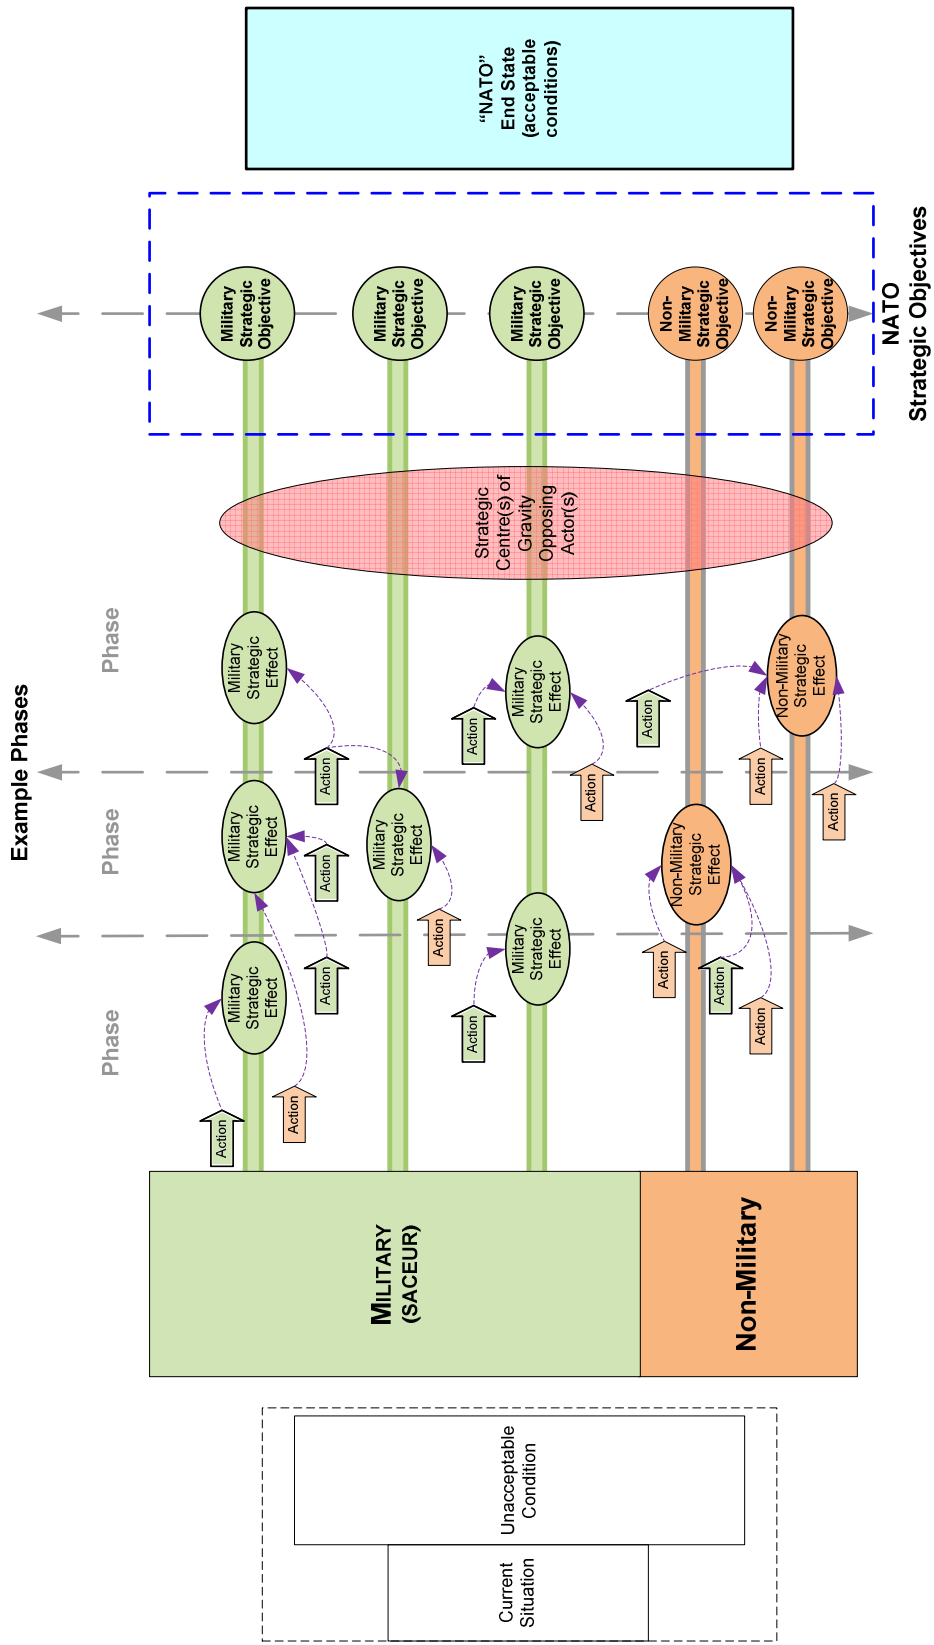 Example Phases
Phase
Phase
Phase
Current
Situation
Unacceptable
Condition
MILITARY
(SACEUR)
Non-Military
Action
Military
Strategic
Effect
Military
Strategic
Effect
Military
Strategic
Effect
Military
Strategic
Objective
Action
Action
Action
Action
Military
Strategic
Effect
Military
Strategic
Objective
Action
Action
Action
Military
Strategic
Effect
Military
Strategic
Effect
Military
Strategic
Objective
Action
Action
Action
Non-Military
Strategic
Effect
Non-
Military
Strategic
Objective
Action
Action
Action
Non-Military
Strategic
Effect
Non-
Military
Strategic
Objective
Action
Strategic
Centre(s) of
Gravity
Opposing
Actor(s)
“NATO”
End State
(acceptable
conditions)
NATO
Strategic Objectives